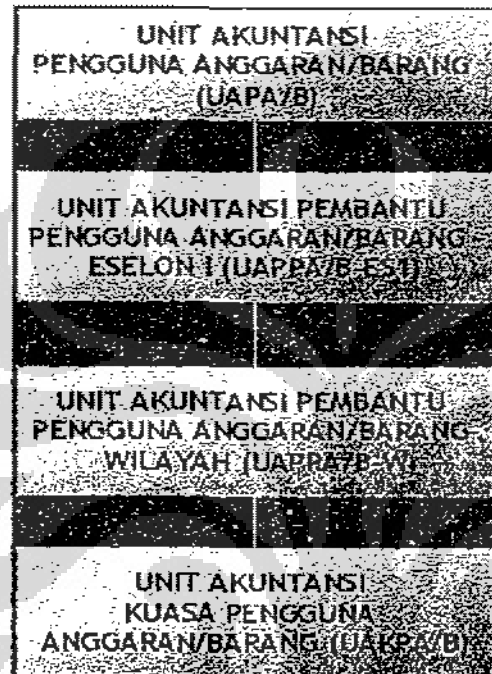 UNIT AKUNTANSI
PENGGUNA ANGGARAN/BARANG
(UAPA/B)
UNIT AKUNTANSI PEMBANTU
PENGGUNA ANGGARAN/BARANG
ESELON I (UAPPA/B-ES1)
UNIT AKUNTANSI PEMBANTU
PENGGUNA ANGGARAN/BARANG
WILAYAH (UAPPA/B-W)
UNIT AKUNTANSI
KUASA PENGGUNA
ANGGARAN/BARANG (UAKPA/B)